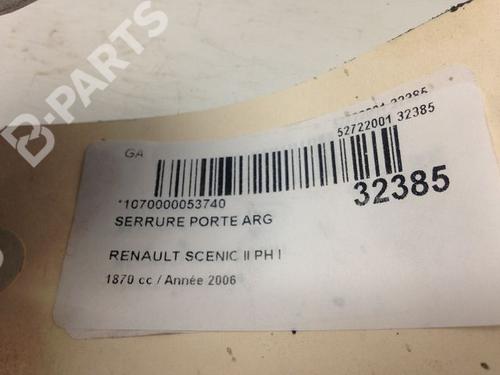 B-PARTS
52722001 32385
GA
32385
*1070000053740
SERRURE PORTE ARG
RENAULT SCENIC II PH I
1870 cc / Année 2006